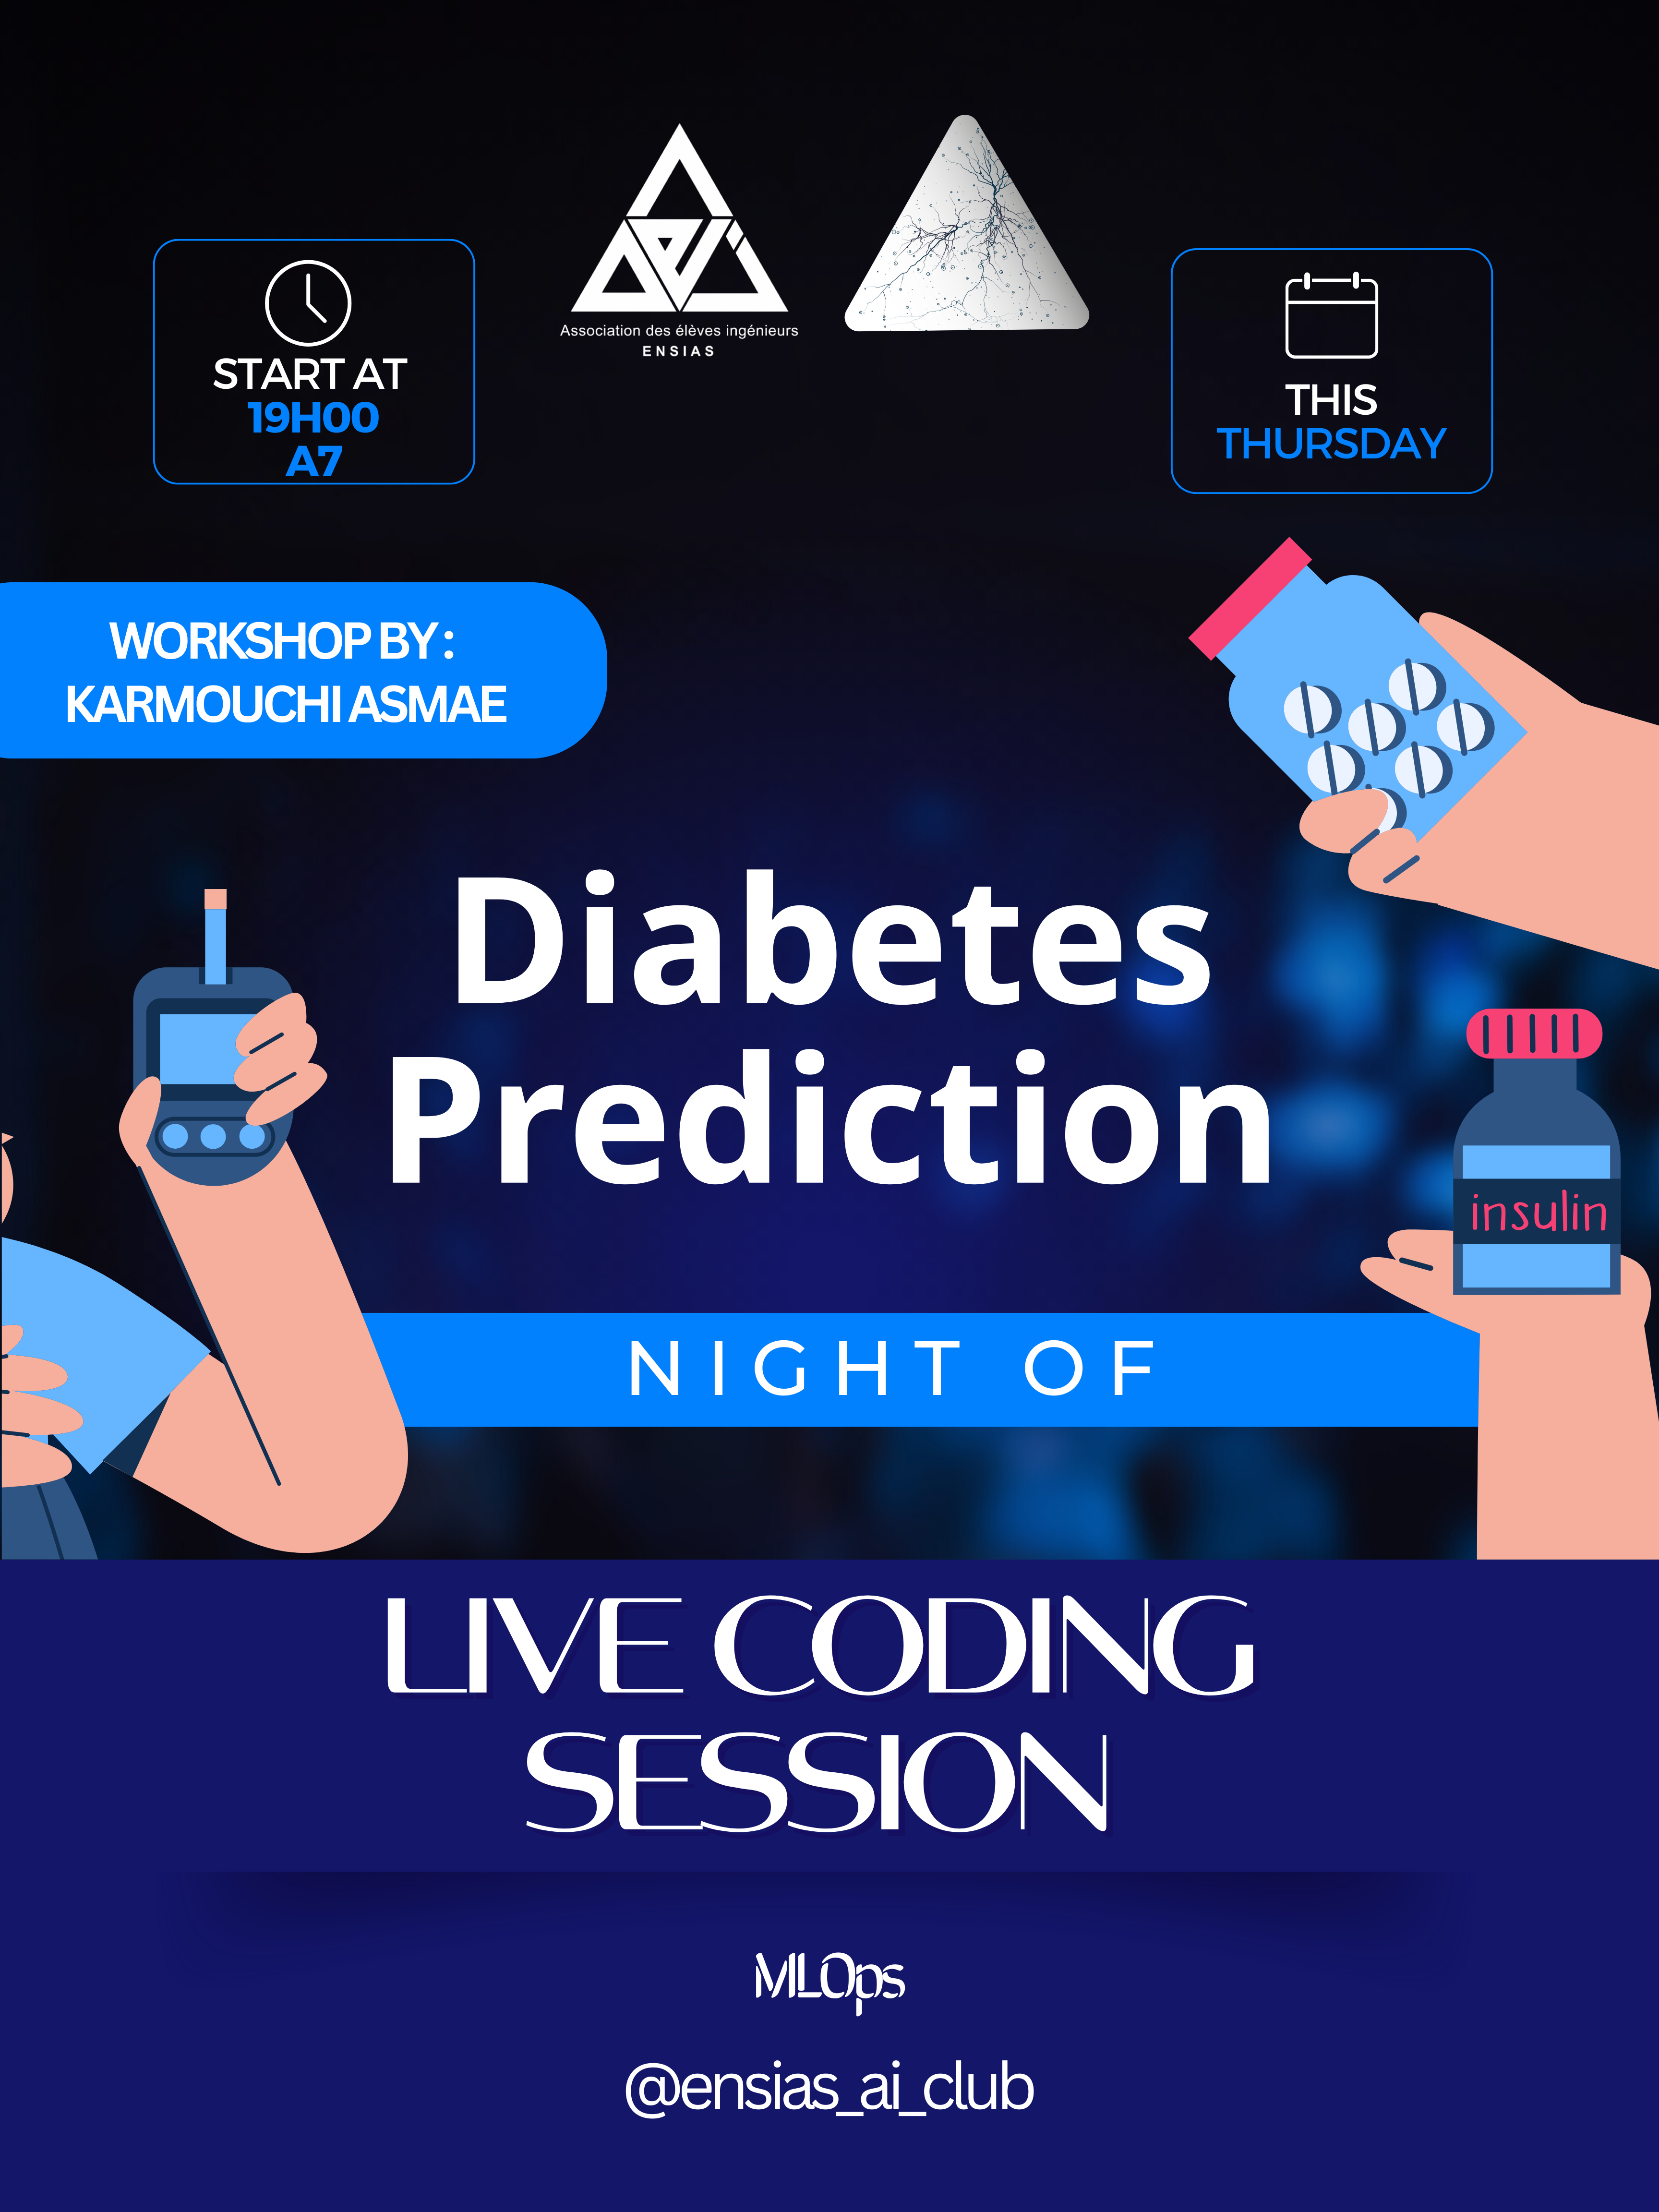 Association des élèves ingénieurs
ENSIAS
START AT
19H00
A7
THIS
THURSDAY
WORKSHOP BY :
KARMOUCHI ASMAE
Diabetes
Prediction
insulin
NIGHT OF
LIVE CODING
SESSION
MLOps
@ensias_ai_club